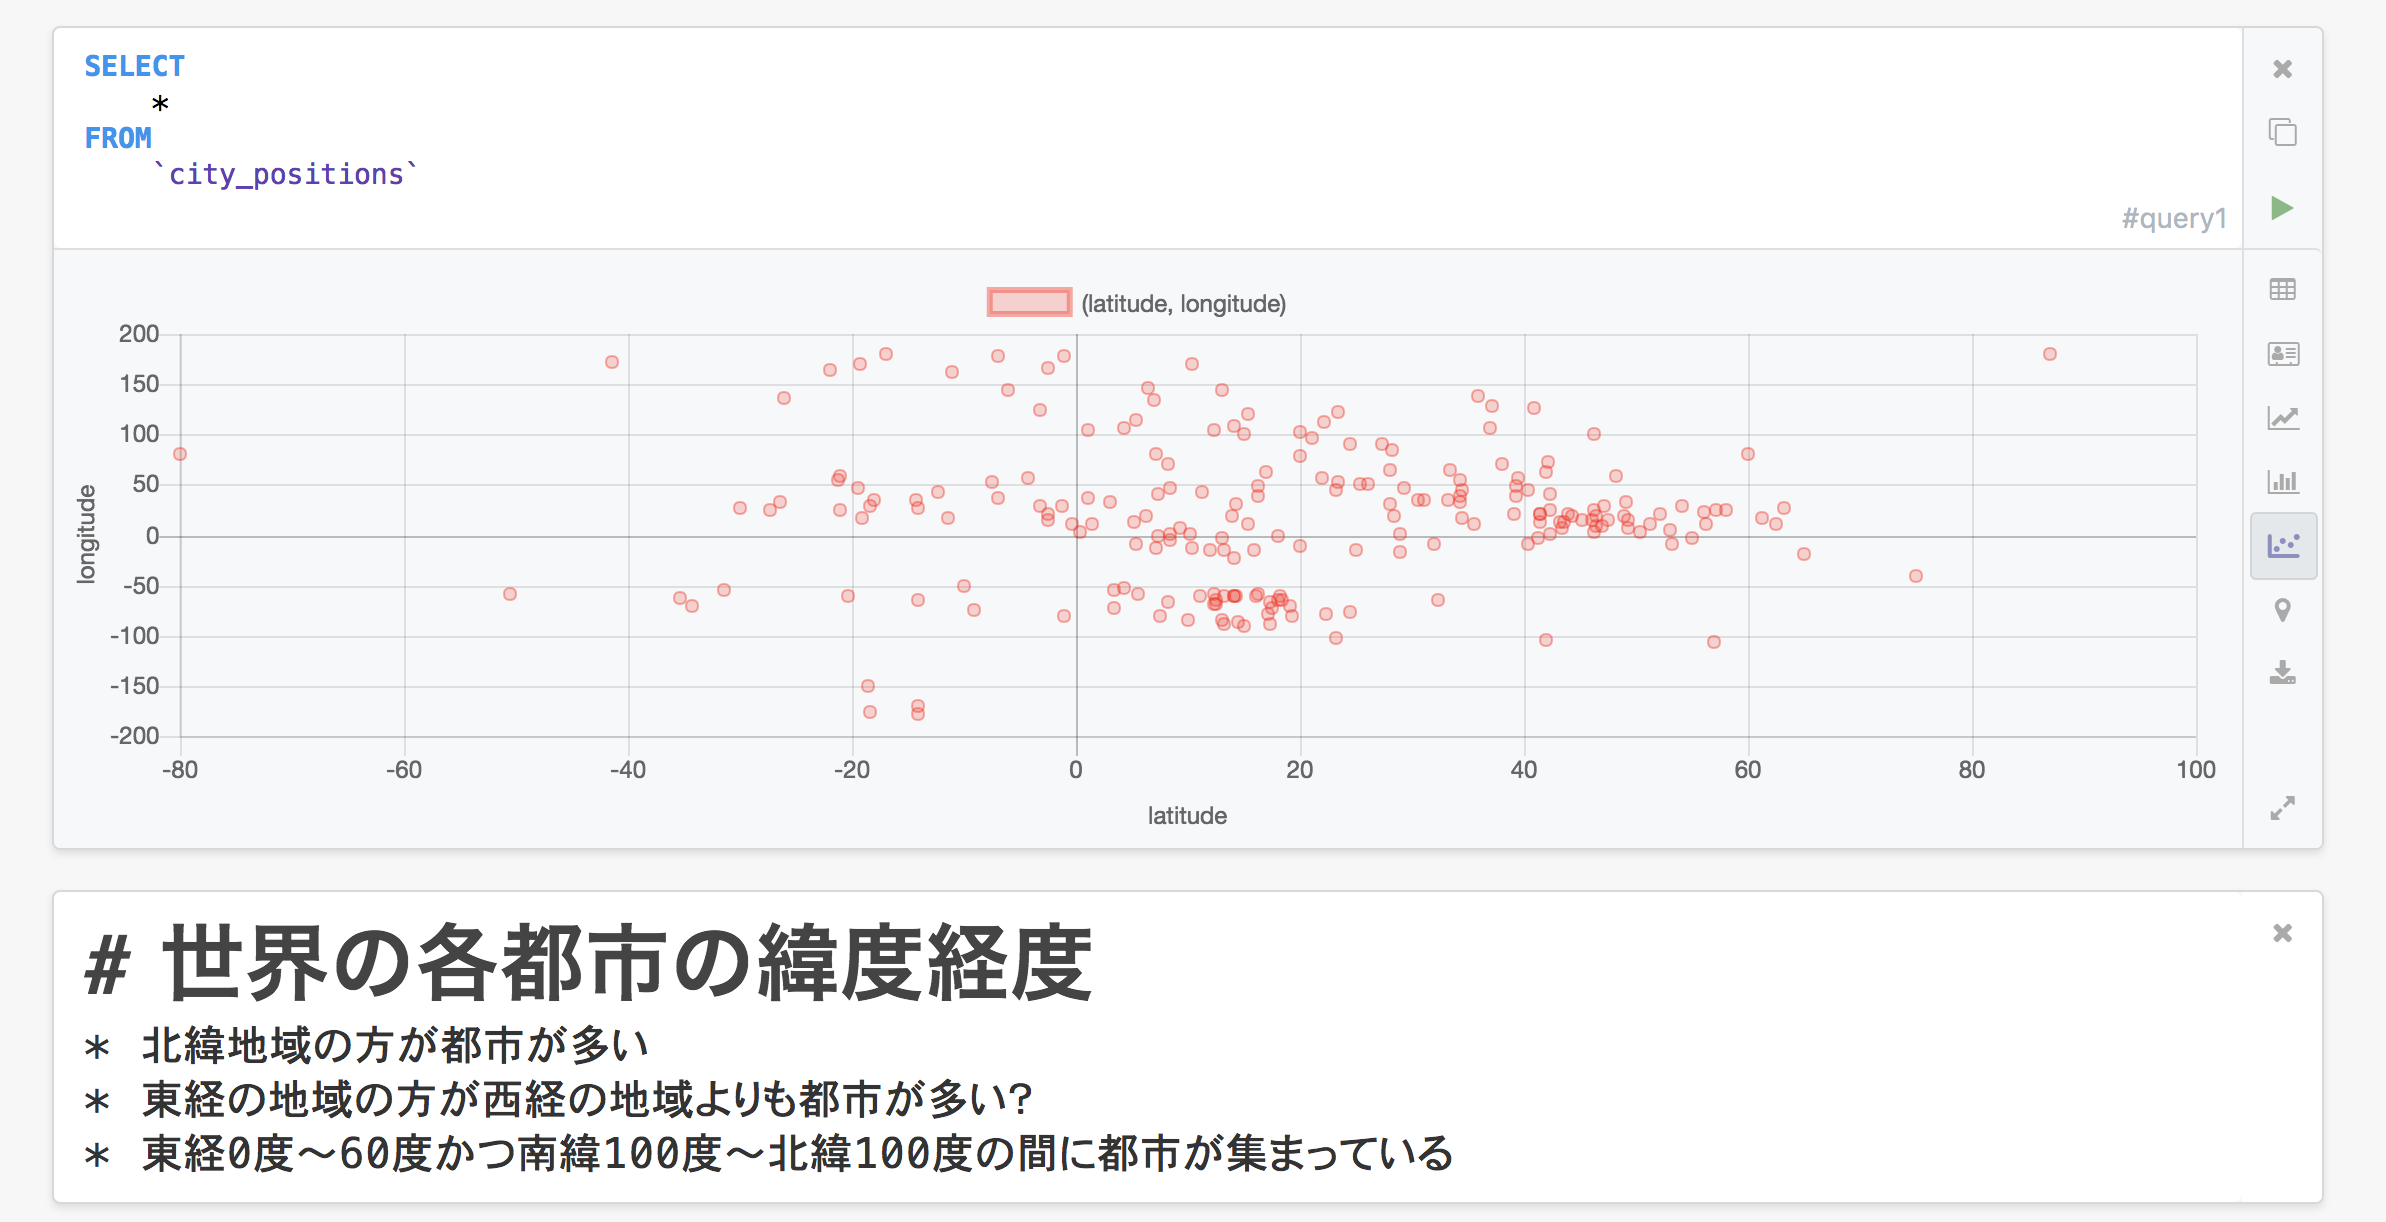 SELECT
*
FROM
`city_positions`
#query1
(latitude, longitude)
200
150
100
50
0
-50
-100
-150
-200
longitude
-80 -60 -40 -20 0 20 40 60 80 100
latitude
# 世界の各都市の緯度経度
* 北緯地域の方が都市が多い
* 東経の地域の方が西経の地域よりも都市が多い?
* 東経0度〜60度かつ南緯100度〜北緯100度の間に都市が集まっている